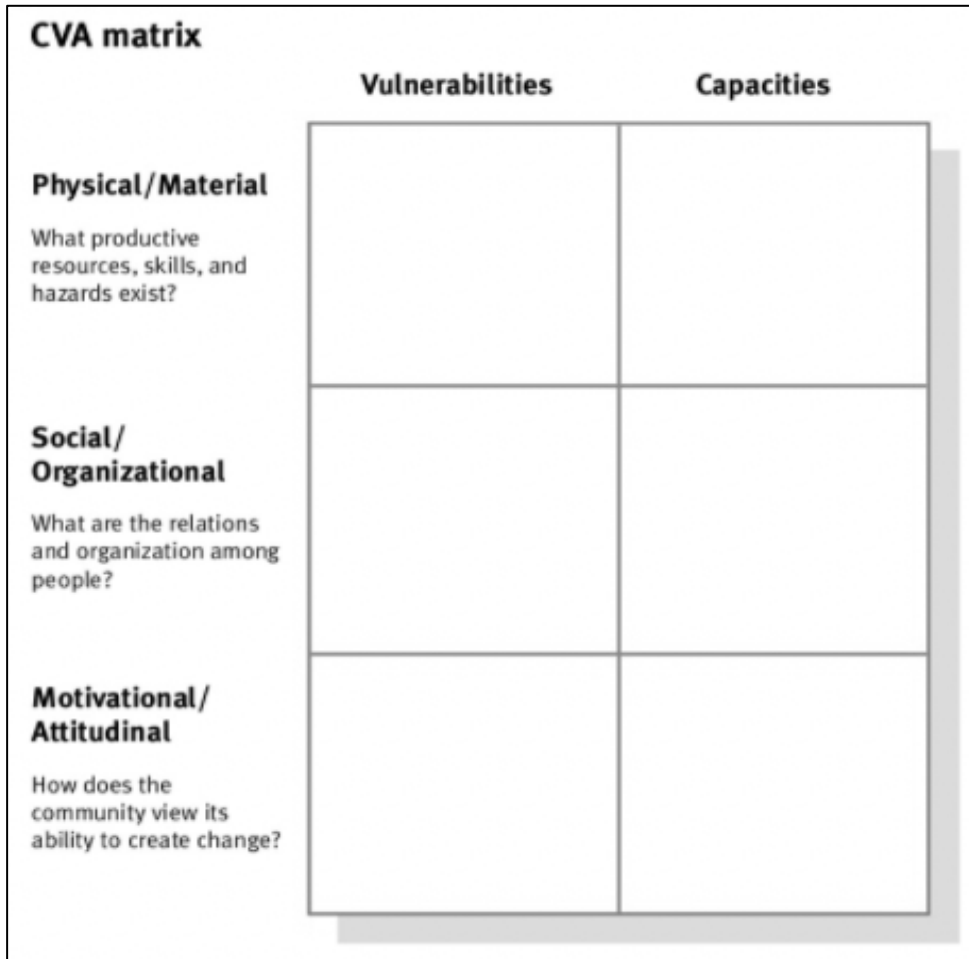 CVA matrix
Vulnerabilities Capacities
Physical/Material
What productive
resources, skills, and
hazards exist?
Social/
Organizational
What are the relations
and organization among
people?
Motivational/
Attitudinal
How does the
community view its
ability to create change?